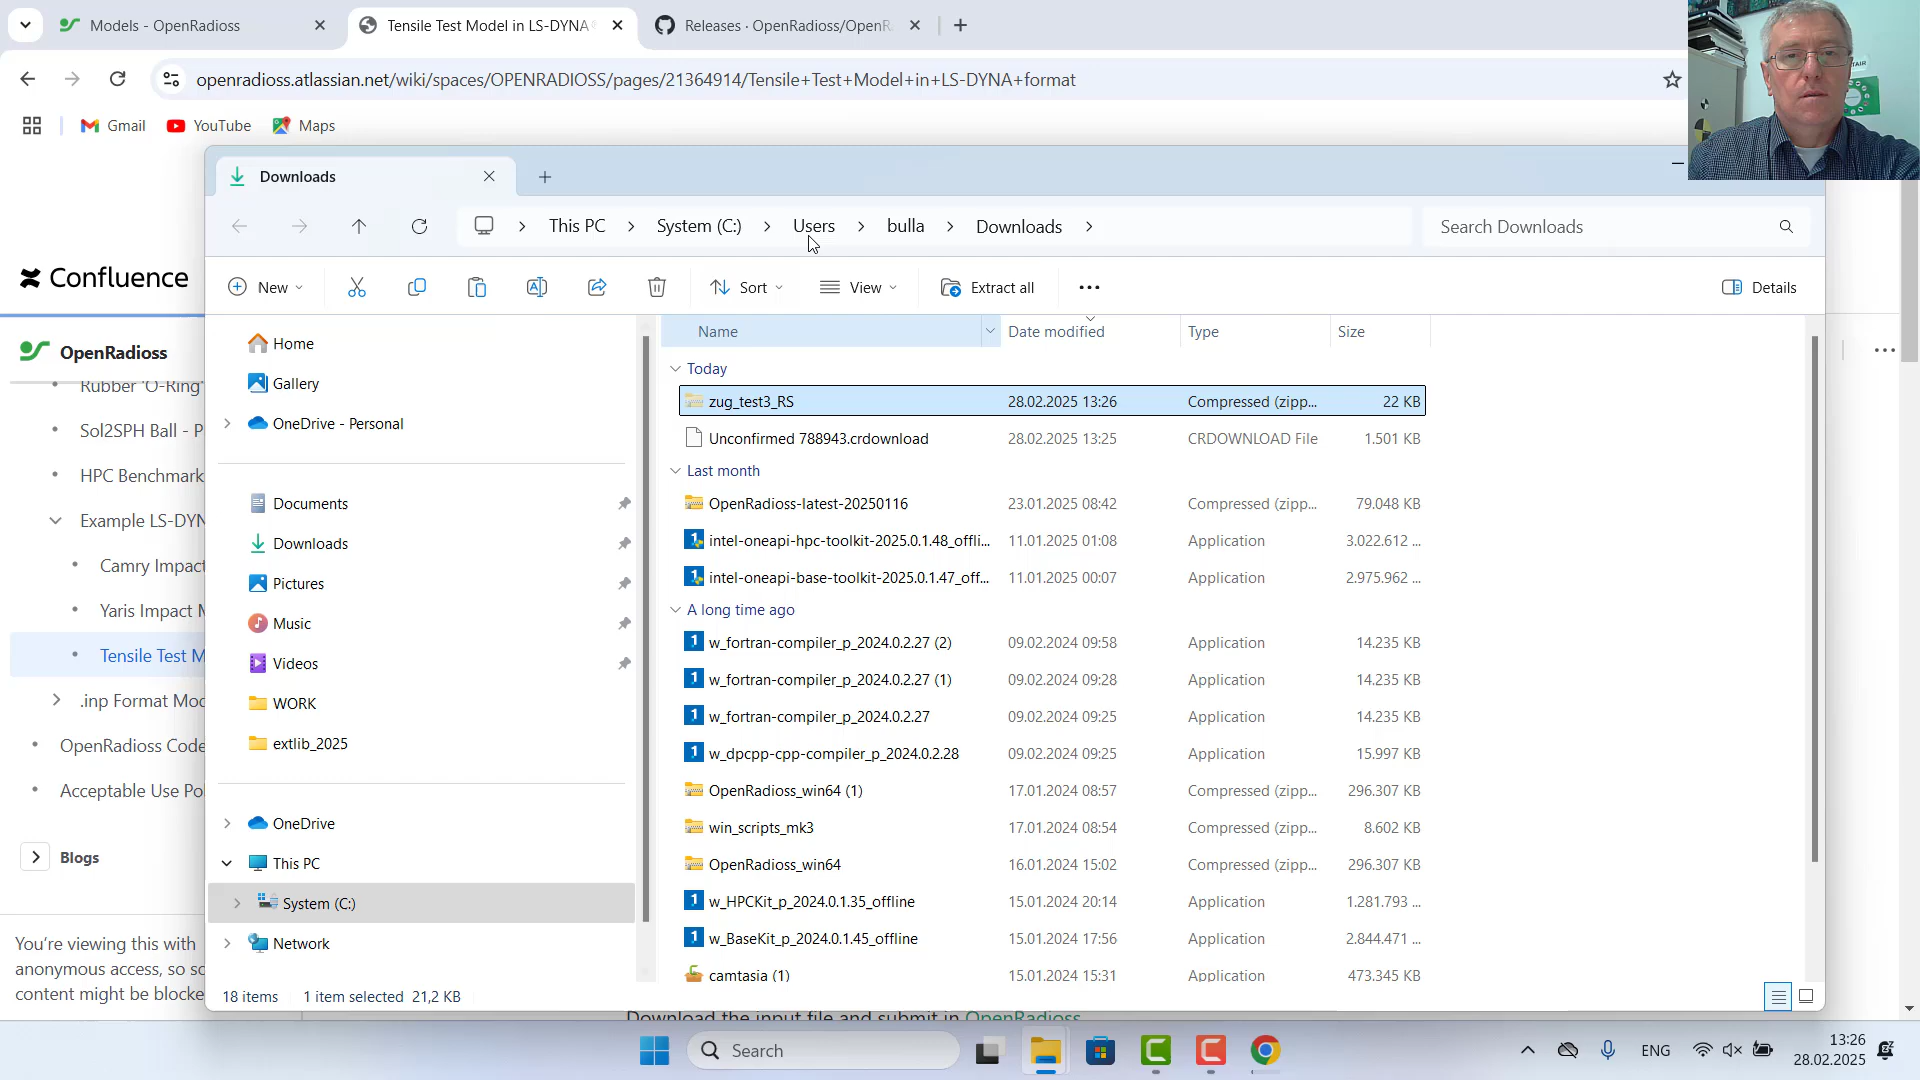 Models - OpenRadioss
Tensile Test Model in LS-DYNA
Releases · OpenRadioss/OpenR
openradioss.atlassian.net/wiki/spaces/OPENRADIOSS/pages/21364914/Tensile+Test+Model+in+LS-DYNA+format
Gmail
YouTube
Maps
Downloads
This PC
System (C:)
Users
bulla
Downloads
Search Downloads
New
Sort
View
Extract all
Details
Confluence
OpenRadioss
Rubber 'O-Ring'
Sol2SPH Ball - P
HPC Benchmark
Example LS-DYN
Camry Impact
Yaris Impact M
Tensile Test M
.inp Format Mod
OpenRadioss Code
Acceptable Use Po
Blogs
You're viewing this with
anonymous access, so so
content might be blocke
Home
Gallery
OneDrive - Personal
Documents
Downloads
Pictures
Music
Videos
WORK
extlib_2025
OneDrive
This PC
System (C:)
Network
Name Date modified Type Size
Today
zug_test3_RS 28.02.2025 13:26 Compressed (zipp... 22 KB
Unconfirmed 788943.crdownload 28.02.2025 13:25 CRDOWNLOAD File 1.501 KB
Last month
OpenRadioss-latest-20250116 23.01.2025 08:42 Compressed (zipp... 79.048 KB
intel-oneapi-hpc-toolkit-2025.0.1.48_offli... 11.01.2025 01:08 Application 3.022.612 ...
intel-oneapi-base-toolkit-2025.0.1.47_off... 11.01.2025 00:07 Application 2.975.962 ...
A long time ago
w_fortran-compiler_p_2024.0.2.27 (2) 09.02.2024 09:58 Application 14.235 KB
w_fortran-compiler_p_2024.0.2.27 (1) 09.02.2024 09:28 Application 14.235 KB
w_fortran-compiler_p_2024.0.2.27 09.02.2024 09:25 Application 14.235 KB
w_dpcpp-cpp-compiler_p_2024.0.2.28 09.02.2024 09:25 Application 15.997 KB
OpenRadioss_win64 (1) 17.01.2024 08:57 Compressed (zipp... 296.307 KB
win_scripts_mk3 17.01.2024 08:54 Compressed (zipp... 8.602 KB
OpenRadioss_win64 16.01.2024 15:02 Compressed (zipp... 296.307 KB
w_HPCKit_p_2024.0.1.35_offline 15.01.2024 20:14 Application 1.281.793 ...
w_BaseKit_p_2024.0.1.45_offline 15.01.2024 17:56 Application 2.844.471 ...
camtasia (1) 15.01.2024 15:31 Application 473.345 KB
18 items 1 item selected 21,2 KB
Download the input file and submit in OpenRadioss
Search
ENG
13:26
28.02.2025